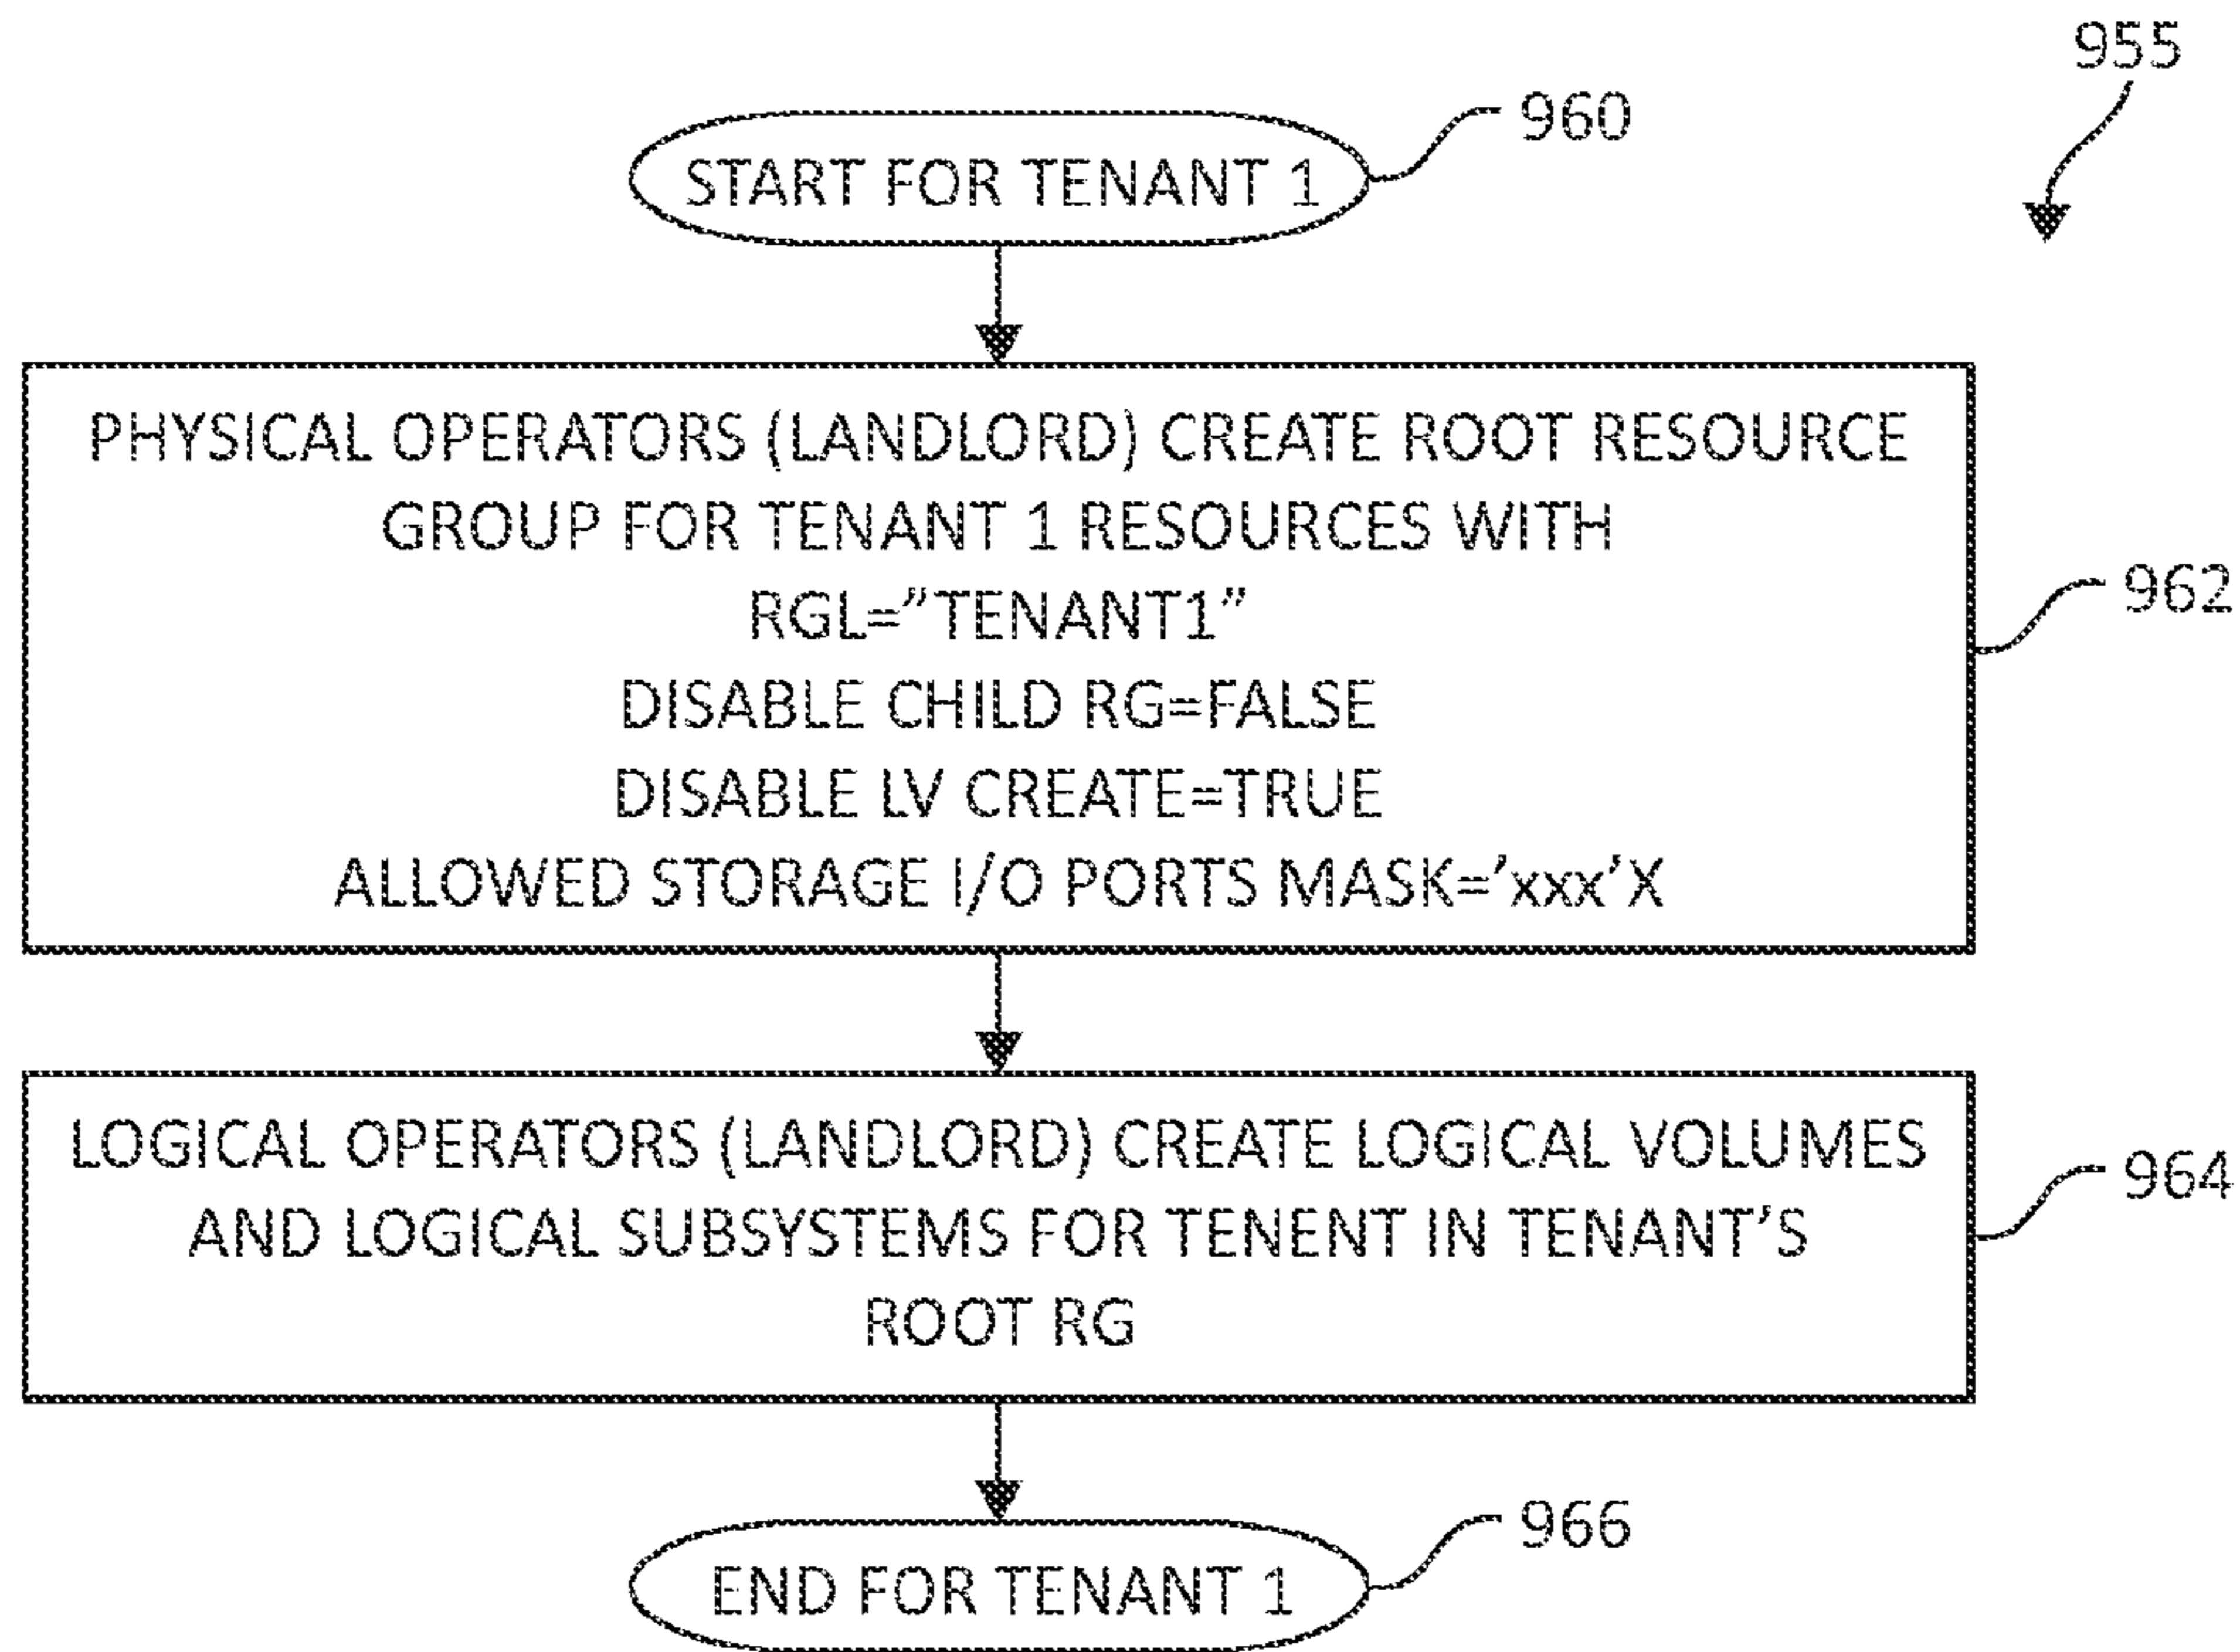 955
960
START FOR TENANT 1
PHYSICAL OPERATORS (LANDLORD) CREATE ROOT RESOURCE
GROUP FOR TENANT 1 RESOURCES WITH
RGL=”TENANT1”
DISABLE CHILD RG=FALSE
DISABLE LV CREATE=TRUE
ALLOWED STORAGE I/O PORTS MASK=’xxx’X
962
LOGICAL OPERATORS (LANDLORD) CREATE LOGICAL VOLUMES
AND LOGICAL SUBSYSTEMS FOR TENENT IN TENANT’S
ROOT RG
964
966
END FOR TENANT 1